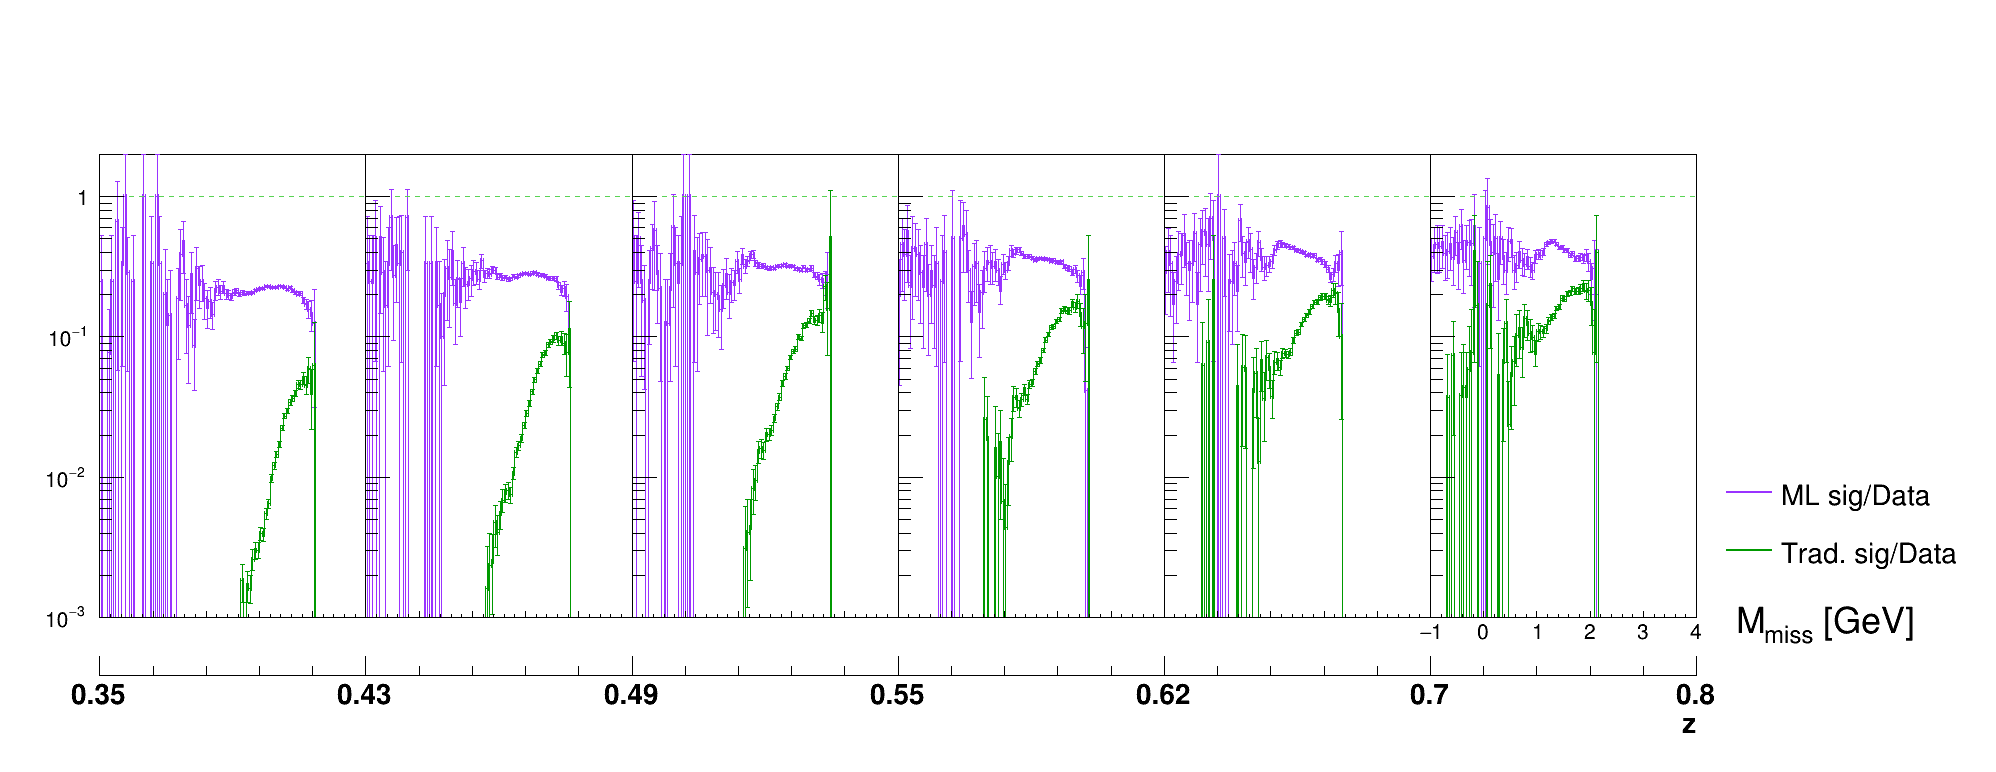 1
10⁻¹
10⁻²
10⁻³
ML sig/Data
Trad. sig/Data
−1 0 1 2 3 4
M_miss [GeV]
0.35 0.43 0.49 0.55 0.62 0.7 0.8
z